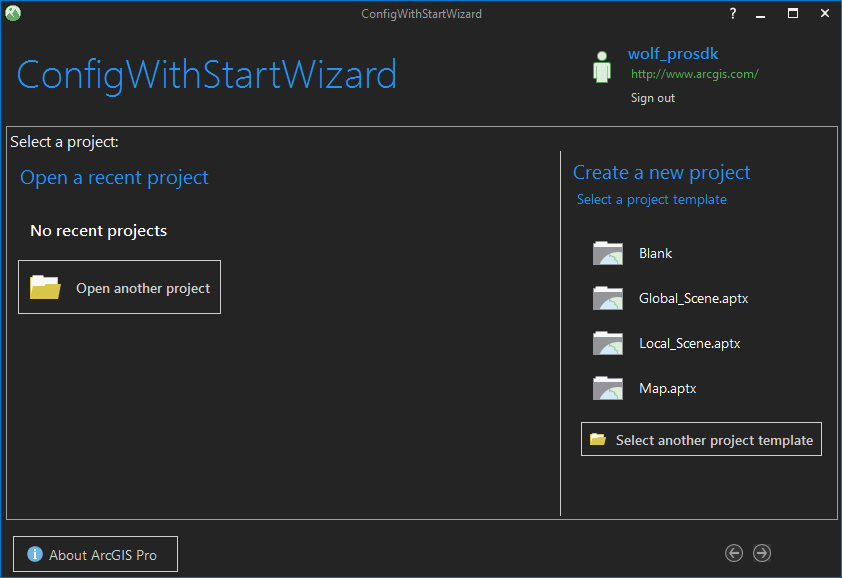 ConfigWithStartWizard
?
ConfigWithStartWizard
wolf_prosdk
http://www.arcgis.com/
Sign out
Select a project:
Open a recent project
No recent projects
Open another project
Create a new project
Select a project template
Blank
Global_Scene.aptx
Local_Scene.aptx
Map.aptx
Select another project template
i About ArcGIS Pro